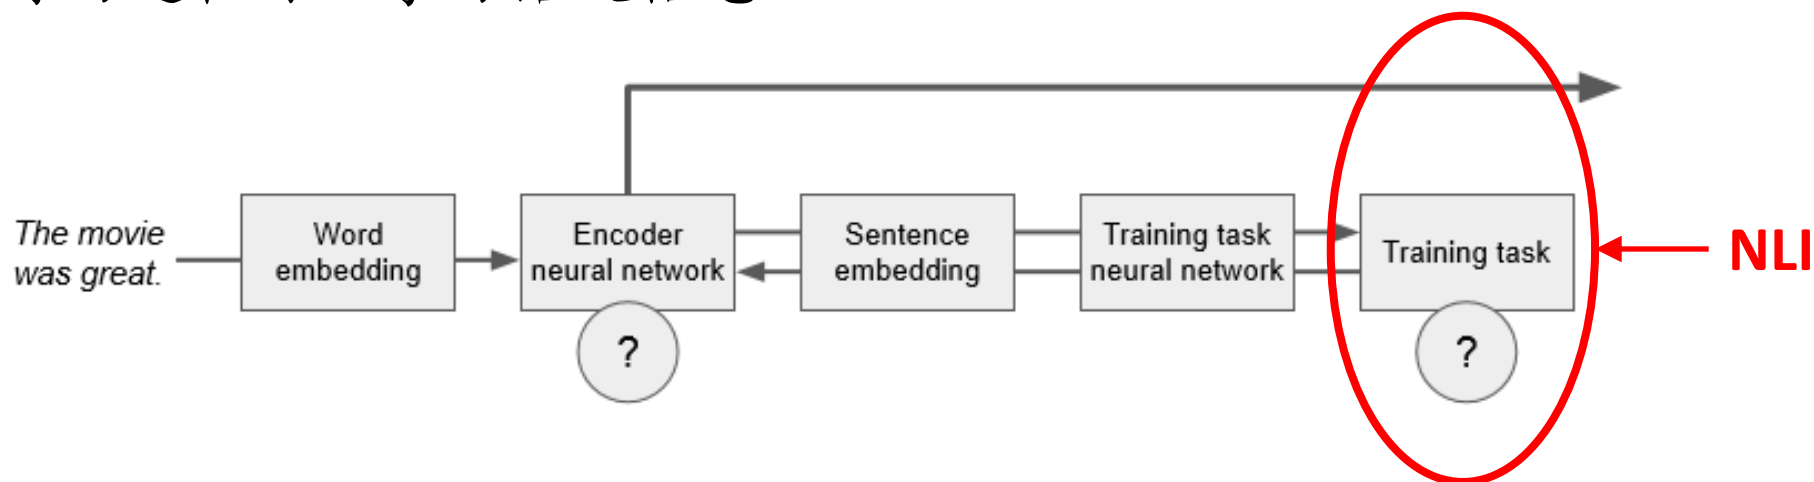 The movie
was great.
Word
embedding
Encoder
neural network
?
Sentence
embedding
Training task
neural network
Training task
?
NLI